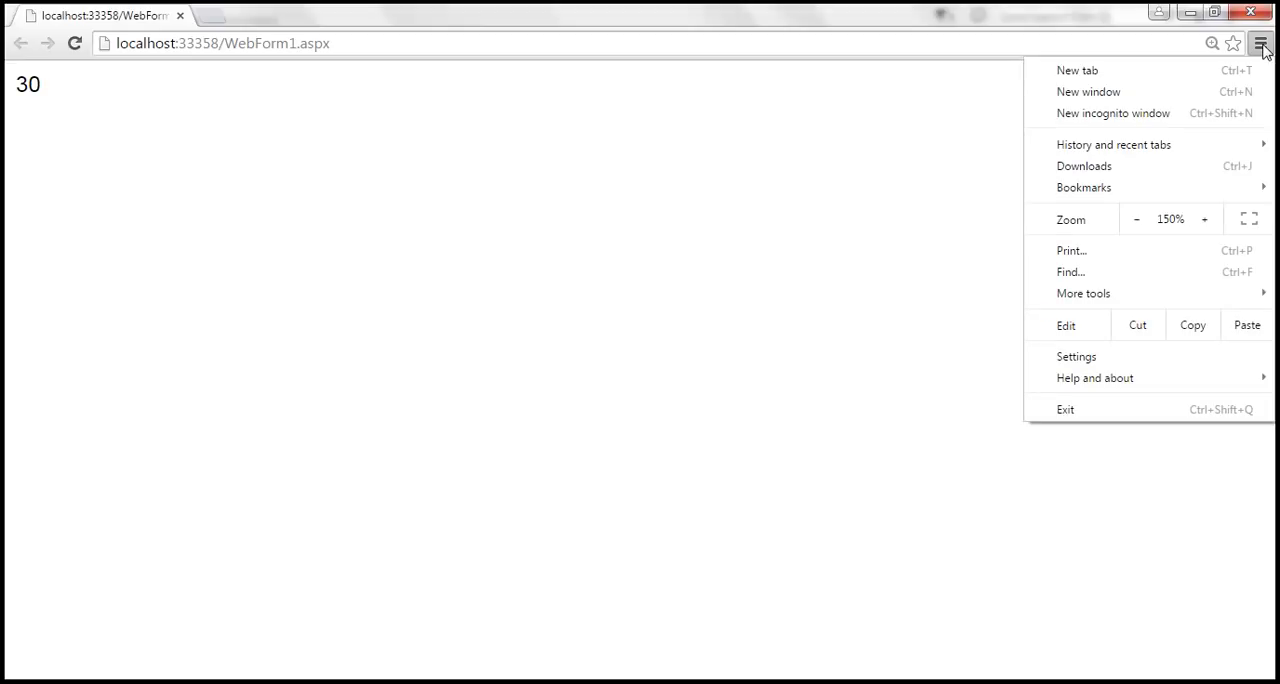 localhost:33358/WebForm
localhost:33358/WebForm1.aspx
30
New tab Ctrl+T
New window Ctrl+N
New incognito window Ctrl+Shift+N
History and recent tabs
Downloads Ctrl+J
Bookmarks
Zoom - 150% +
Print... Ctrl+P
Find... Ctrl+F
More tools
Edit Cut Copy Paste
Settings
Help and about
Exit Ctrl+Shift+Q